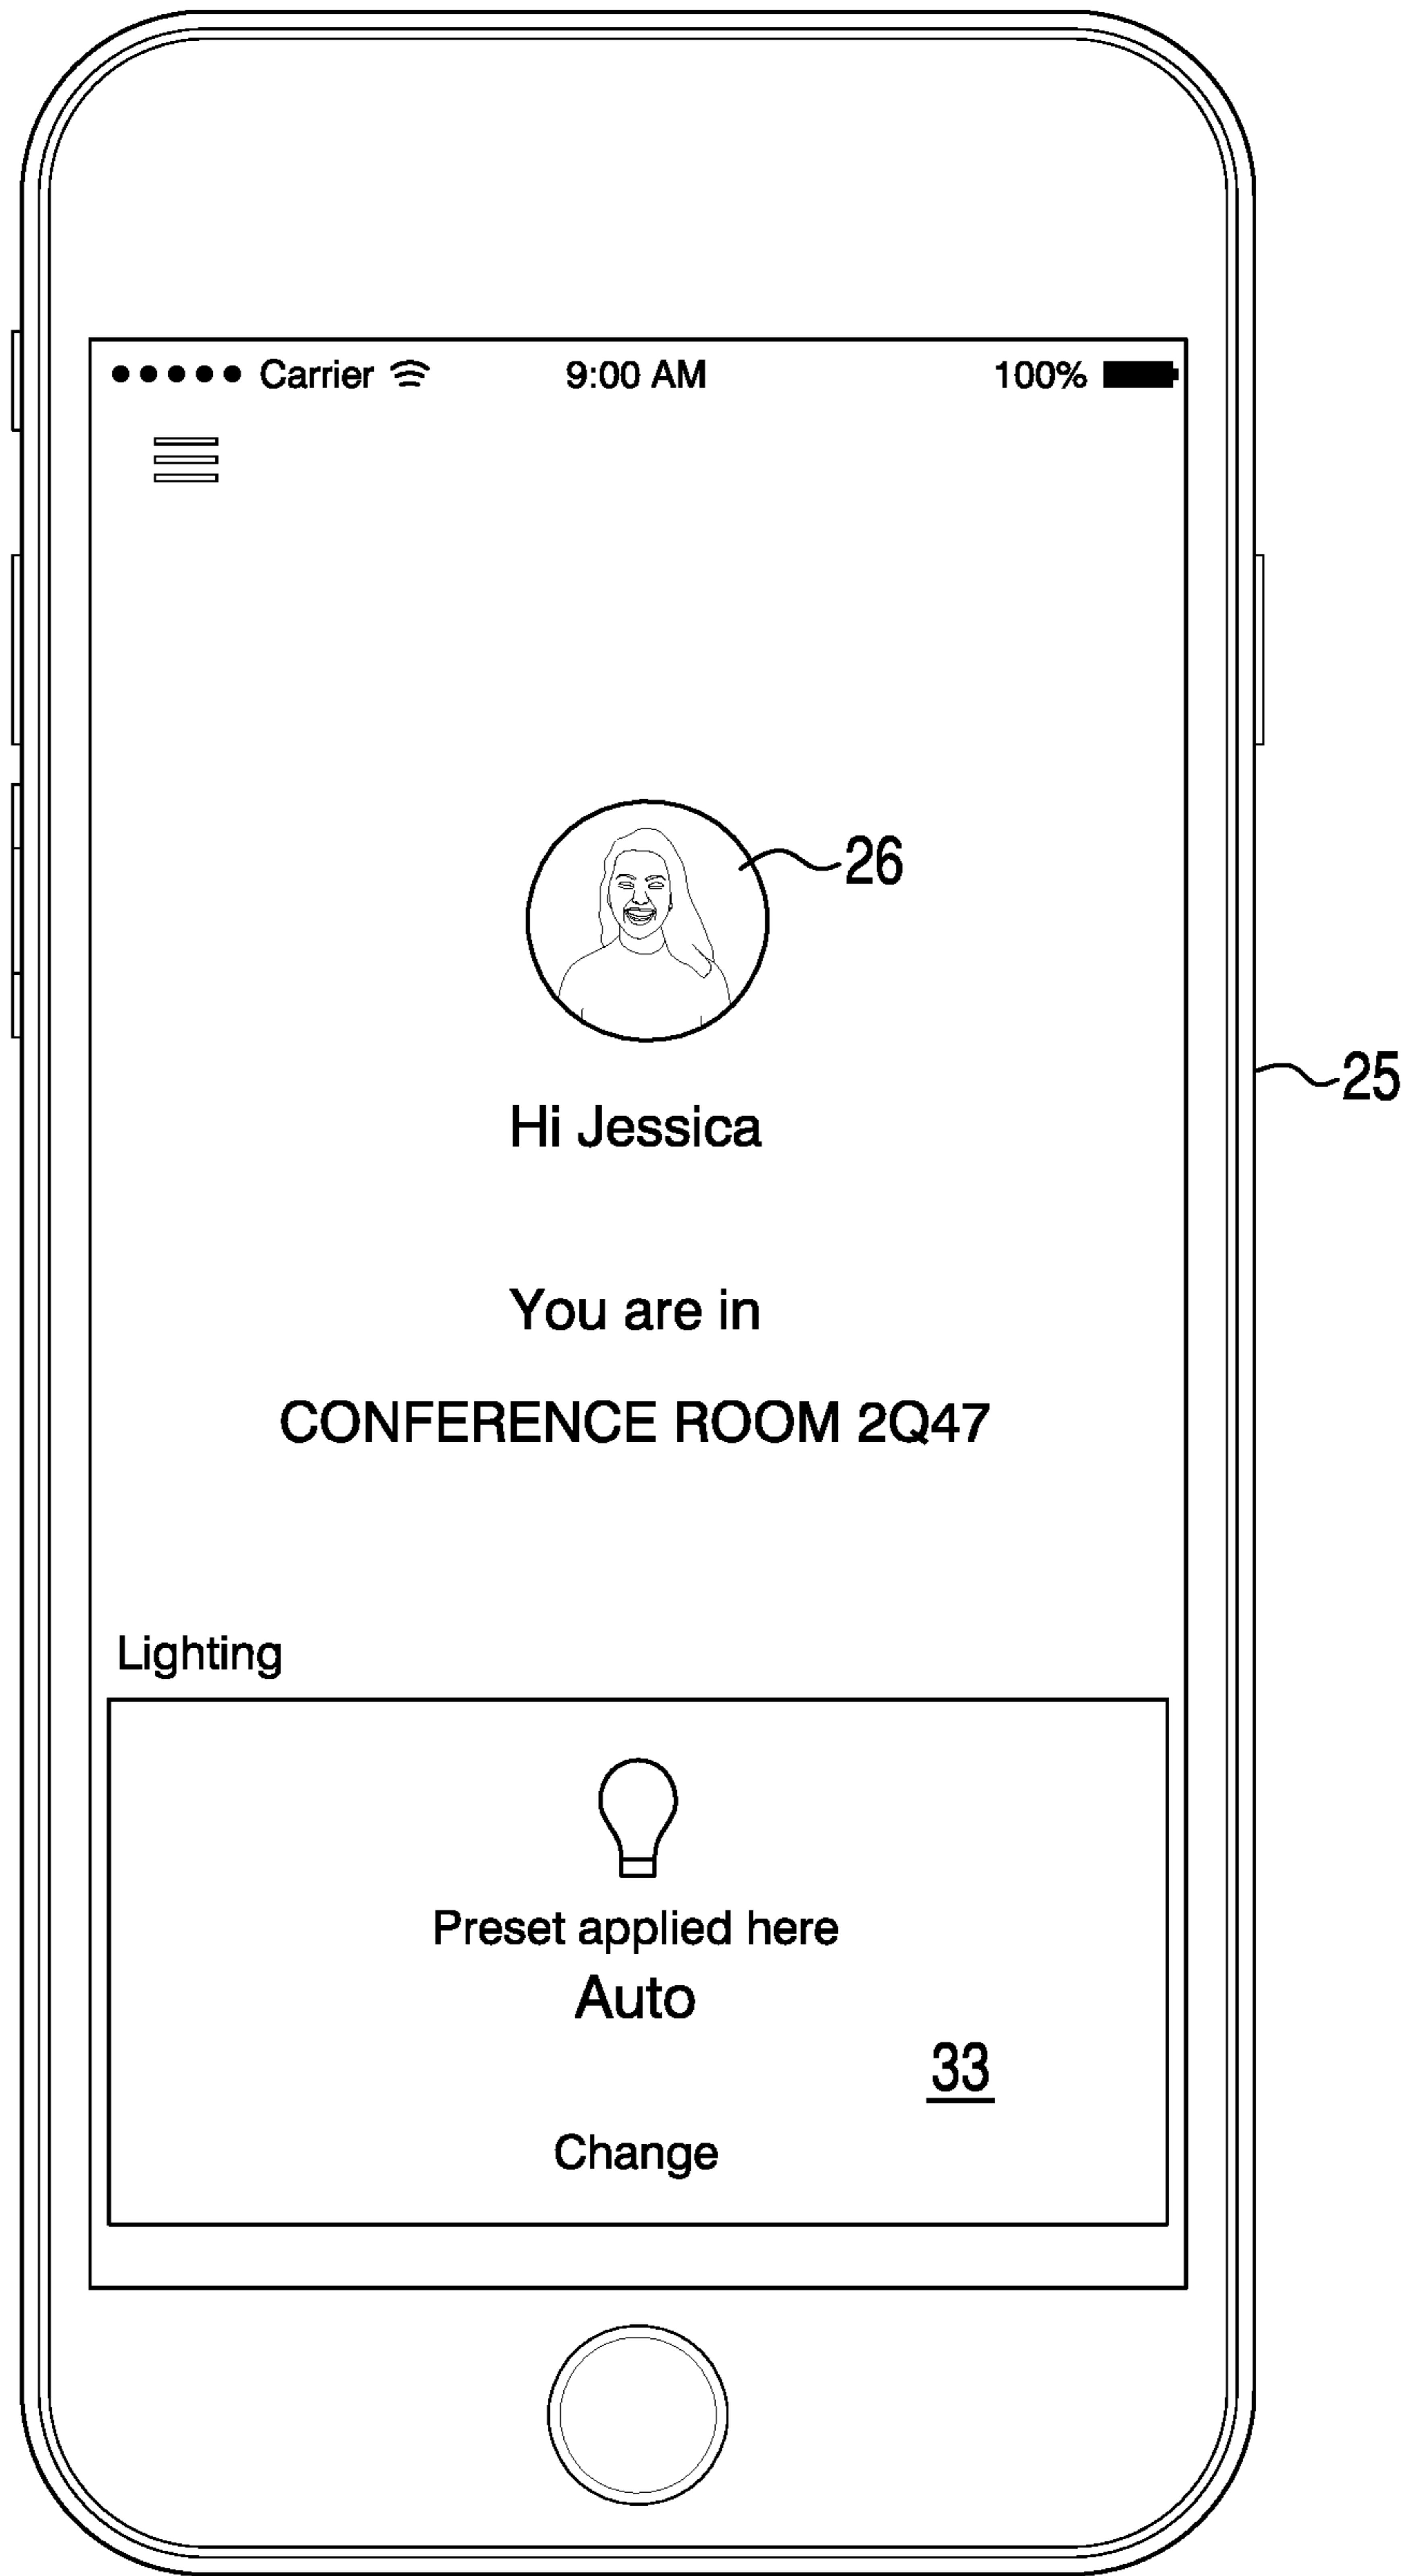 Carrier 9:00 AM 100%
26
25
Hi Jessica
You are in
CONFERENCE ROOM 2Q47
Lighting
Preset applied here
Auto
33
Change